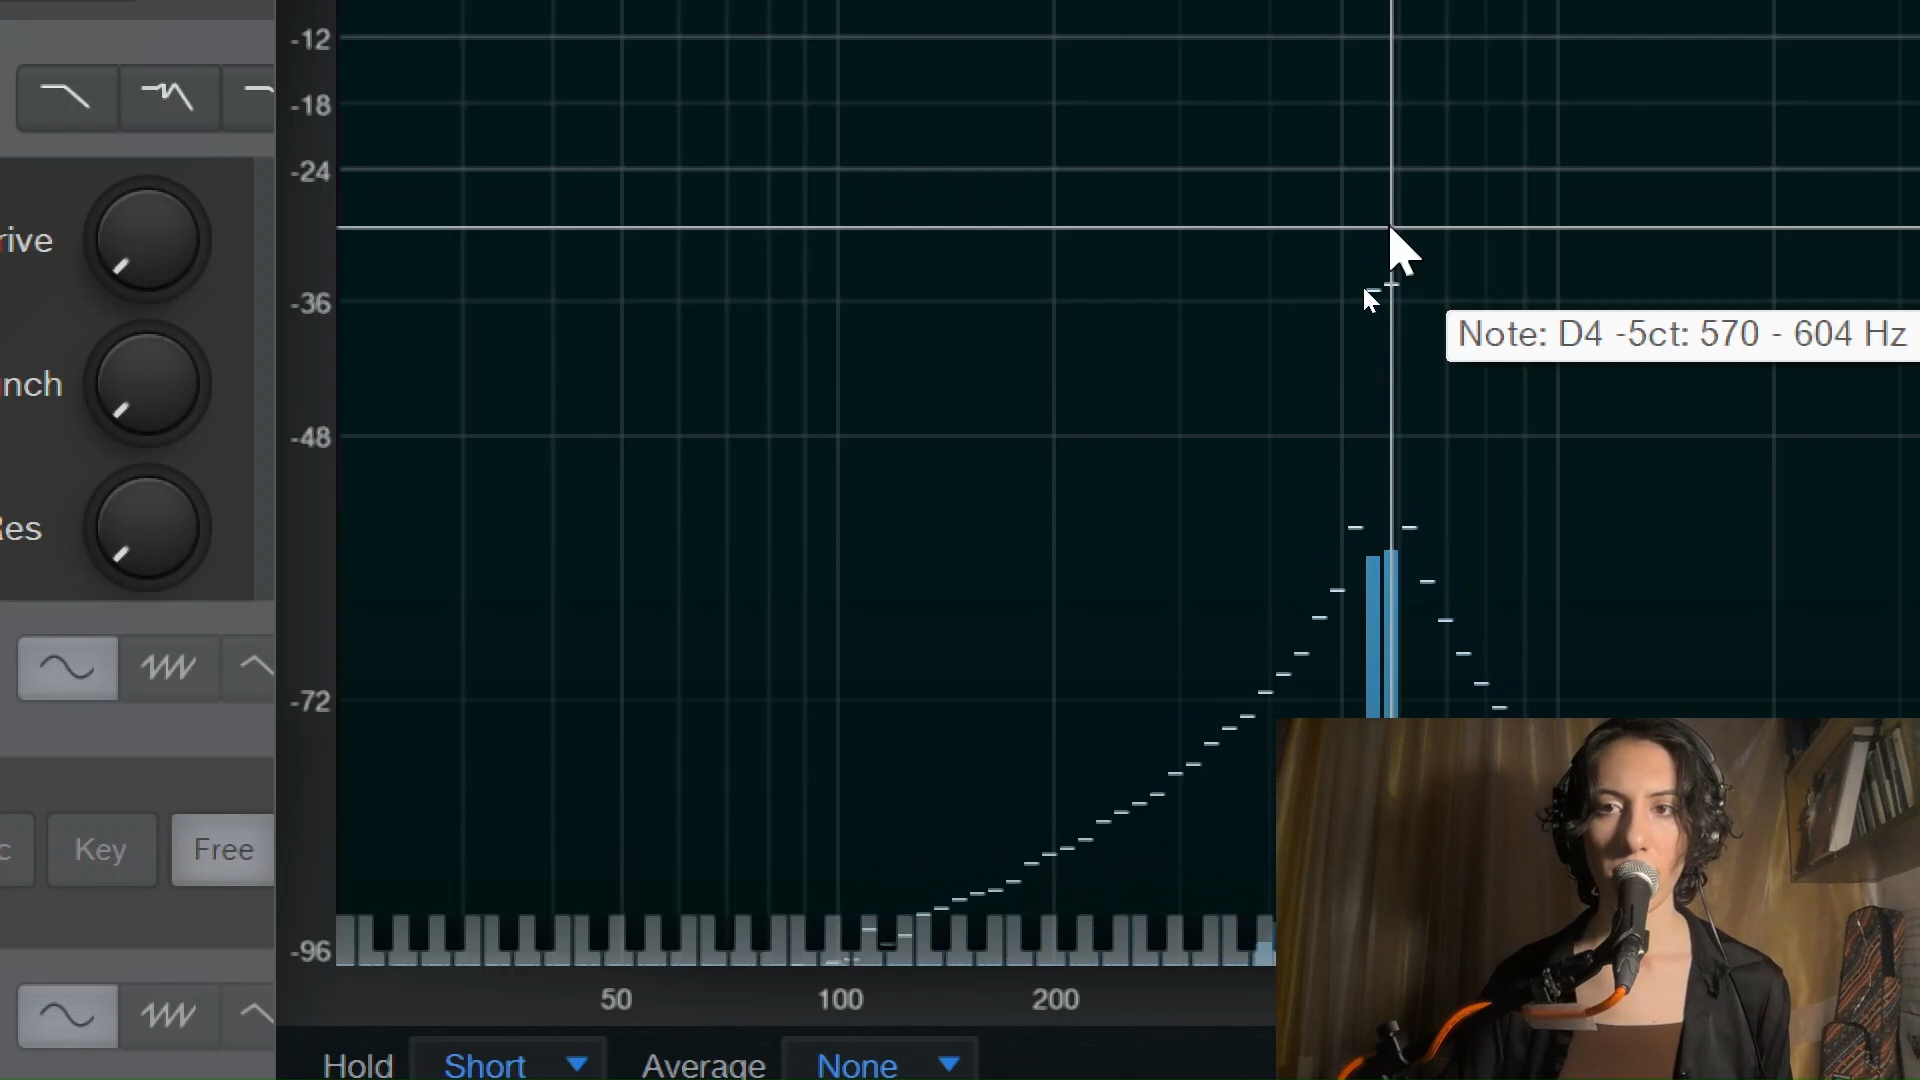 -12
-18
-24
rive
-36
Note: D4 -5ct: 570 - 604 Hz
nch
-48
Res
-72
c Key Free
-96
50 100 200
Hold Short Average None